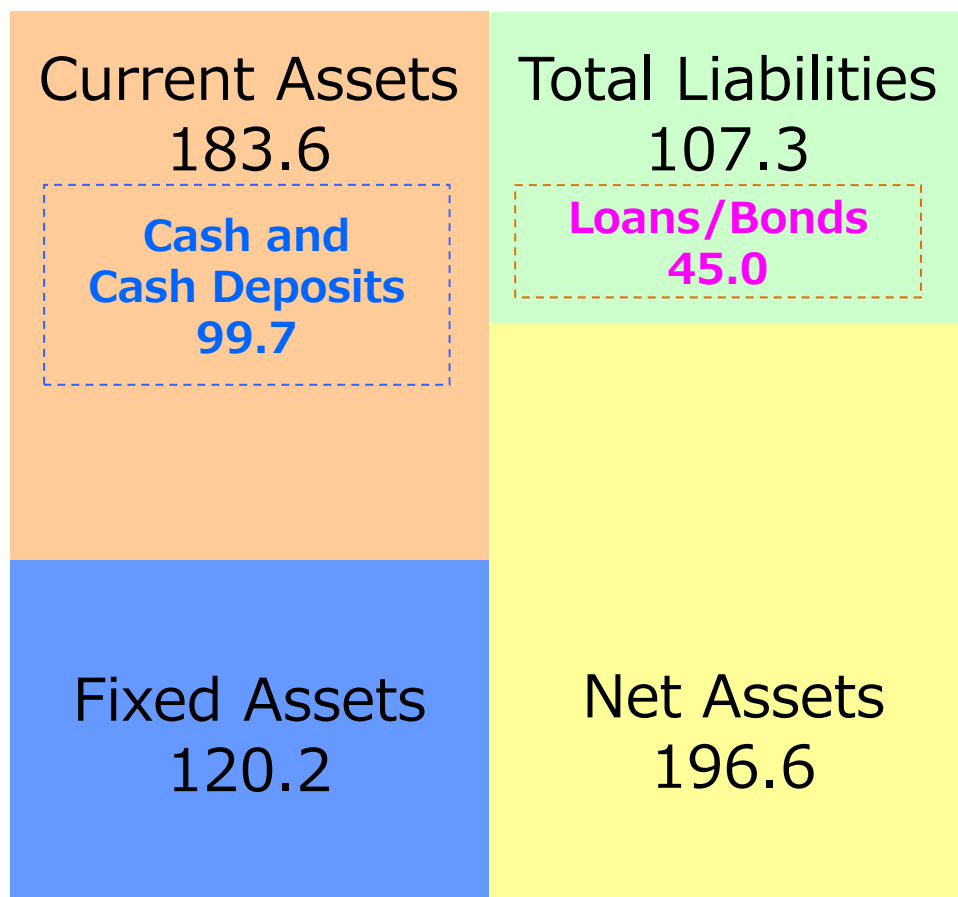 Current Assets
183.6
Cash and
Cash Deposits
99.7
Total Liabilities
107.3
Loans/Bonds
45.0
Fixed Assets
120.2
Net Assets
196.6